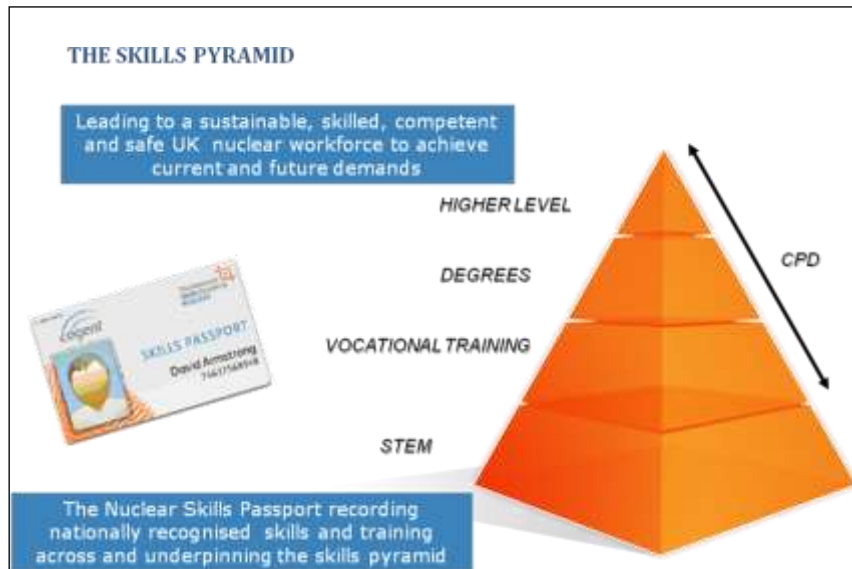 THE SKILLS PYRAMID
Leading to a sustainable, skilled, competent
and safe UK nuclear workforce to achieve
current and future demands
HIGHER LEVEL
CPD
DEGREES
VOCATIONAL TRAINING
STEM
cogent
SKILLS PASSPORT
David Armstrong
The Nuclear Skills Passport recording
nationally recognised skills and training
across and underpinning the skills pyramid